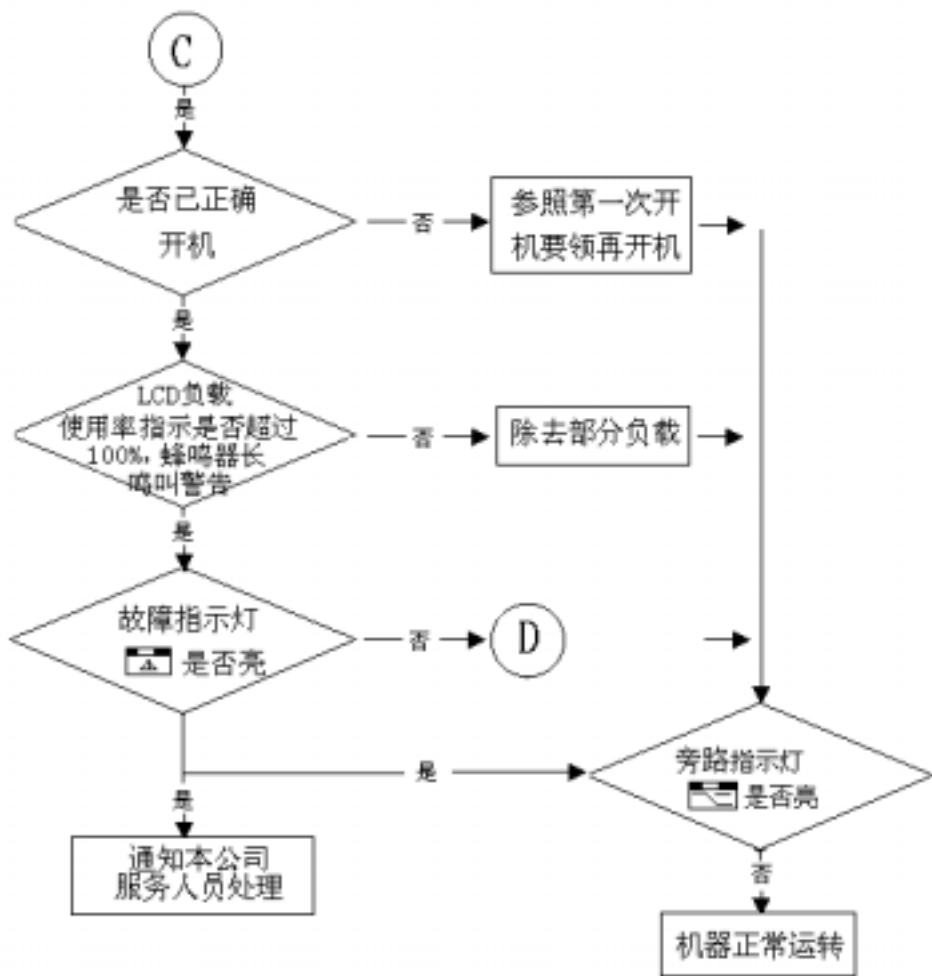 C
是
是否已正确
开机
否
参照第一次开
机要领再开机
是
LCD负载
使用率指示是否超过
100%,蜂鸣器长
鸣叫警告
否
除去部分负载
是
故障指示灯
是否亮
否
D
是
旁路指示灯
是否亮
是
通知本公司
服务人员处理
否
机器正常运转